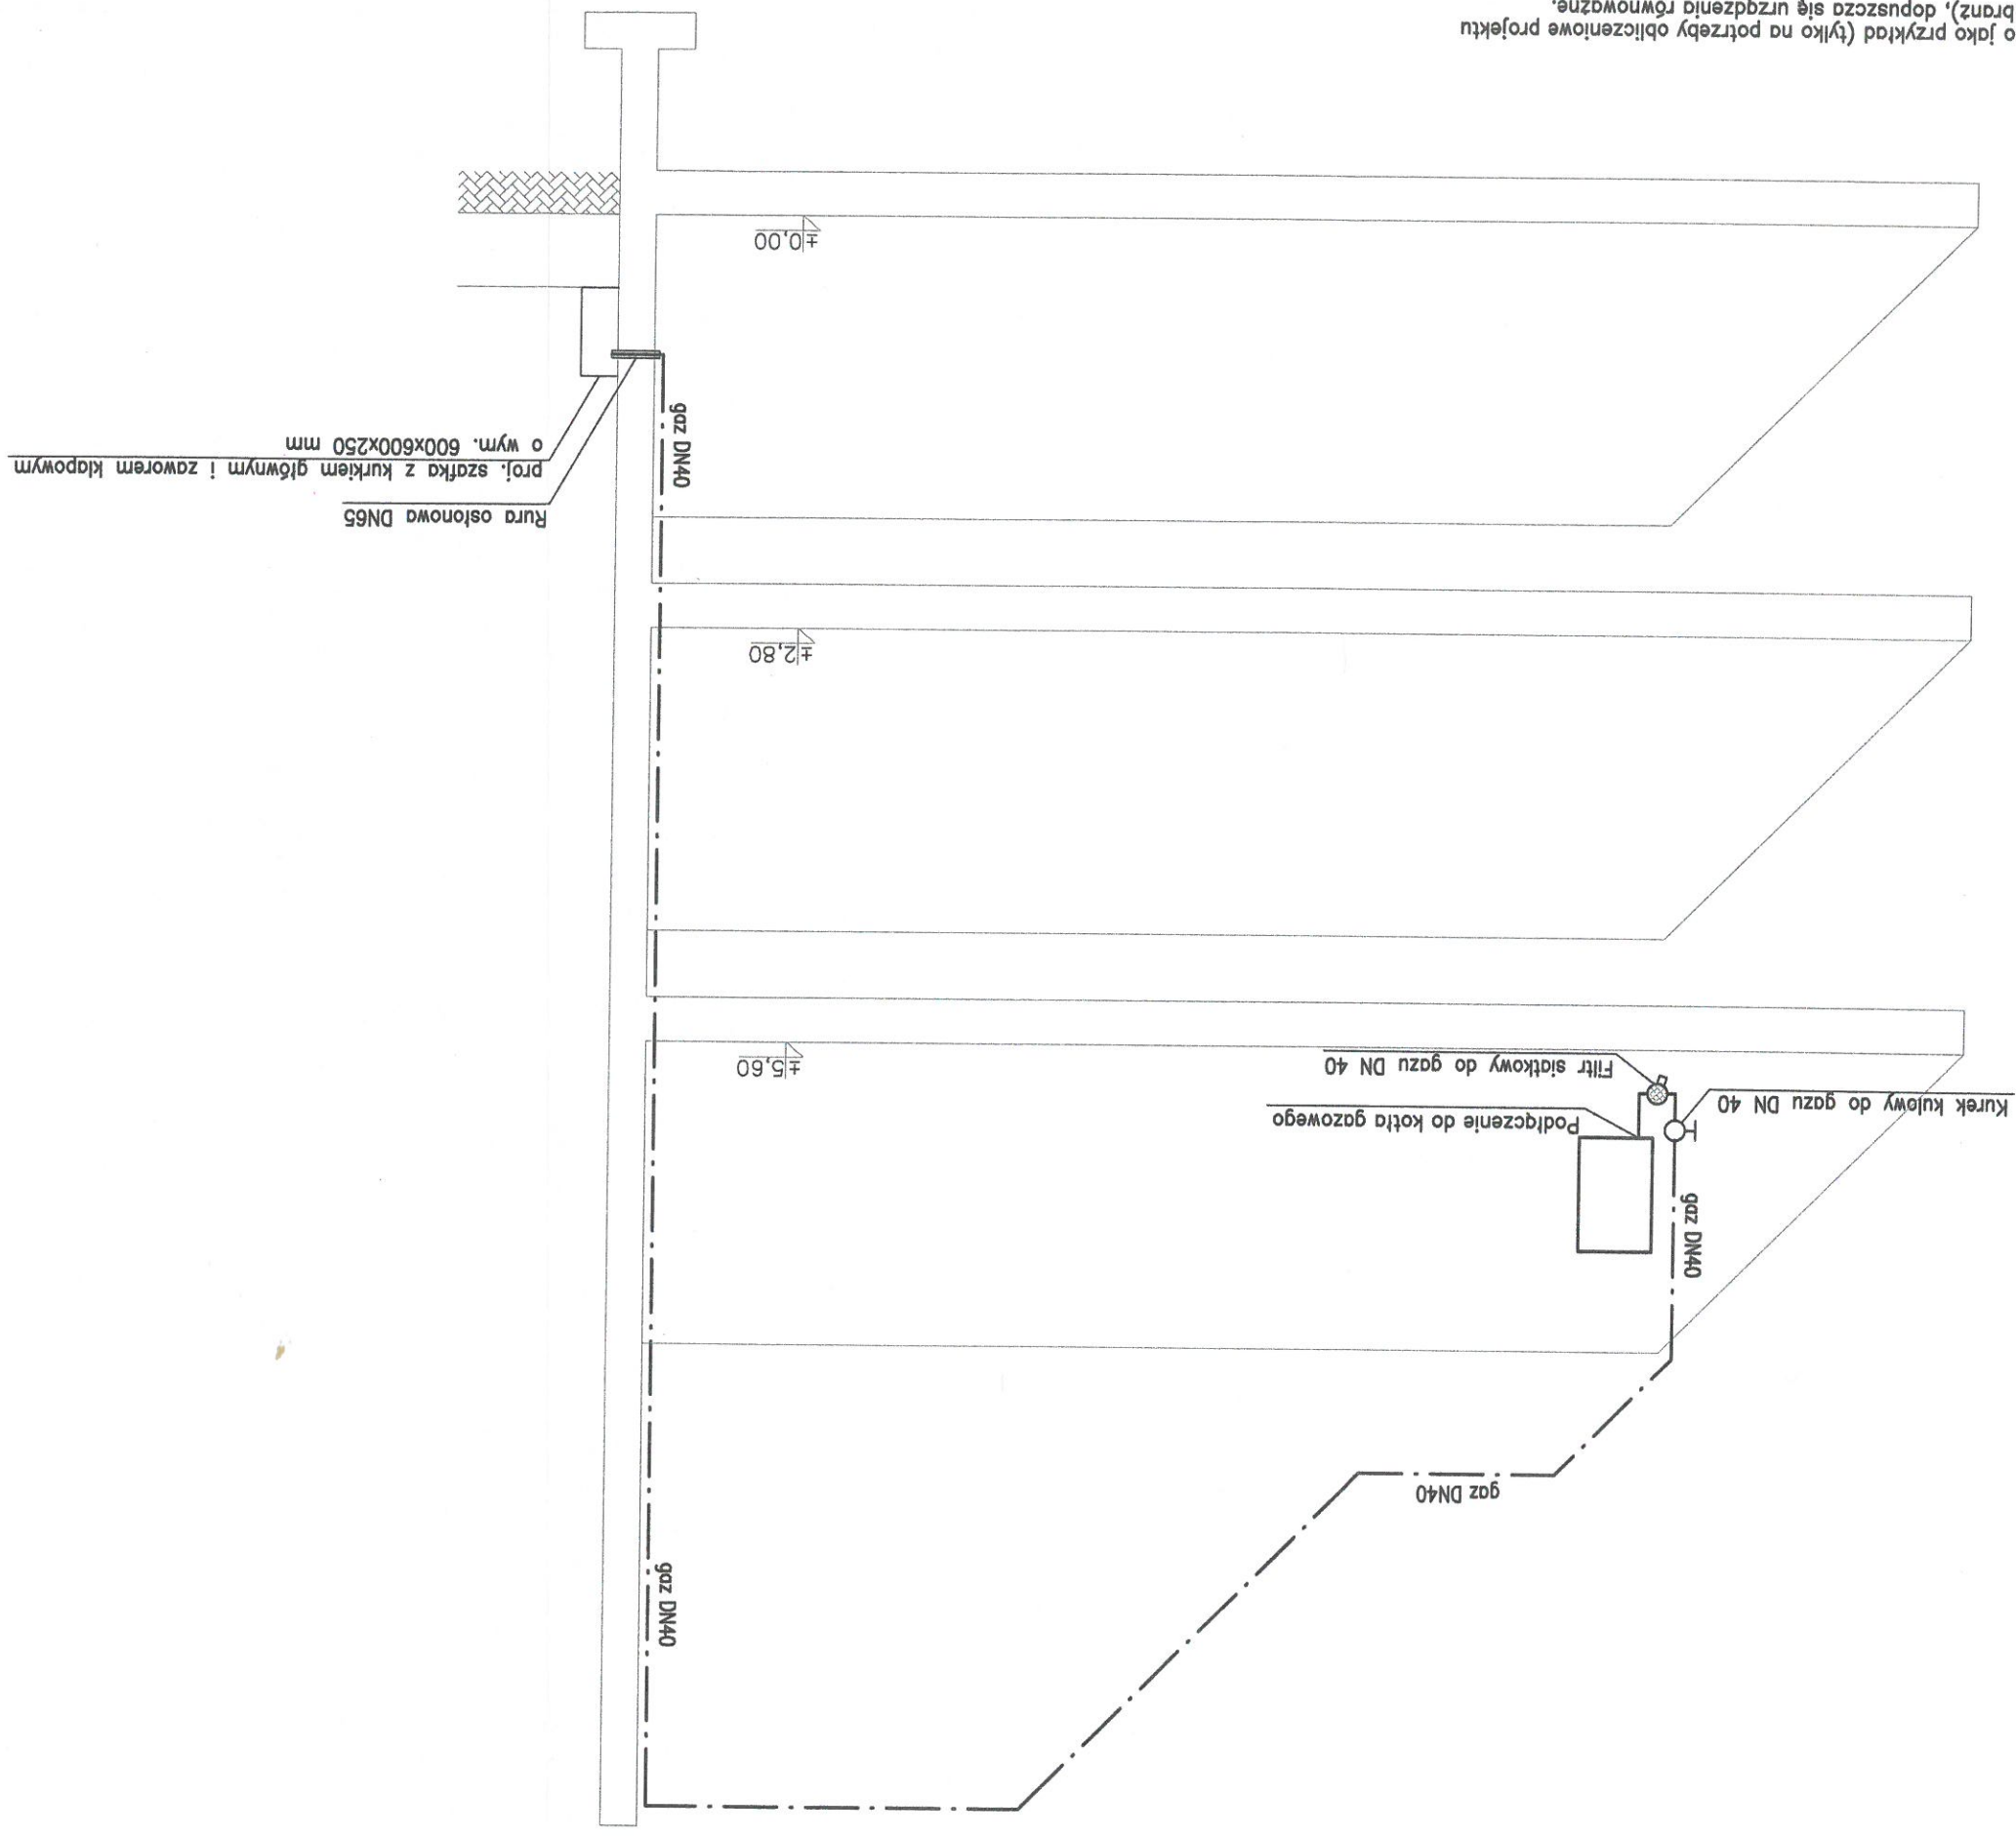 gaz DN40
gaz DN40
gaz DN40
Kurek kulowy do gazu DN 40
Podłączenie do kotła gazowego
Filtr siatkowy do gazu DN 40
±5,60
±2,80
Rura osłonowa DN65
proj. szafka z kurkiem głównym i zaworem klapowym
o wym. 600x600x250 mm
gaz DN40
±0,00
o jako przykład (tylko na potrzeby obliczeniowe projektu
branż), dopuszcza się urządzenia równoważne.